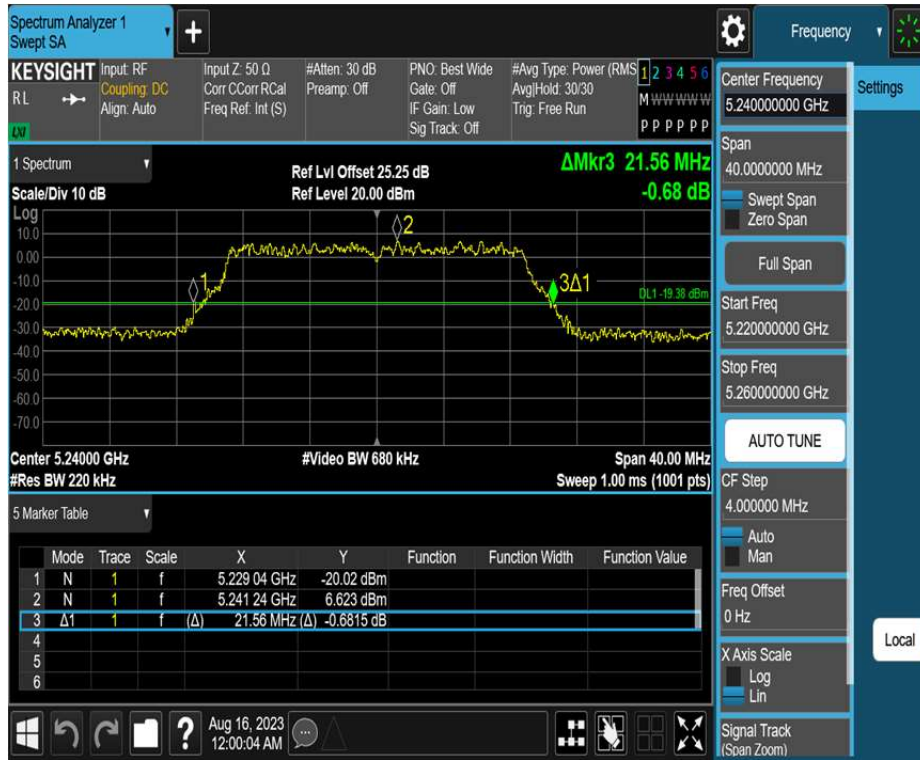 Spectrum Analyzer 1
Swept SA
+
Frequency
KEYSIGHT
RL
LXI
Input: RF
Coupling: DC
Align: Auto
Input Z: 50 Ω
Corr CCorr RCal
Freq Ref: Int (S)
#Atten: 30 dB
Preamp: Off
PNO: Best Wide
Gate: Off
IF Gain: Low
Sig Track: Off
#Avg Type: Power (RMS
Avg|Hold: 30/30
Trig: Free Run
1 2 3 4 5 6
M W W W W W
P P P P P P
1 Spectrum
Scale/Div 10 dB
Ref Lvl Offset 25.25 dB
Ref Level 20.00 dBm
ΔMkr3 21.56 MHz
-0.68 dB
Log
10.0
0.00
-10.0
-20.0
-30.0
-40.0
-50.0
-60.0
-70.0
1
2
3Δ1
DL1 -19.38 dBm
Center 5.24000 GHz
#Video BW 680 kHz
Span 40.00 MHz
#Res BW 220 kHz
Sweep 1.00 ms (1001 pts)
5 Marker Table
Mode Trace Scale X Y Function Function Width Function Value
1 N 1 f 5.229 04 GHz -20.02 dBm
2 N 1 f 5.241 24 GHz 6.623 dBm
3 Δ1 1 f (Δ) 21.56 MHz (Δ) -0.6815 dB
4
5
6
?
Aug 16, 2023
12:00:04 AM
Center Frequency
5.240000000 GHz
Span
40.0000000 MHz
Swept Span
Zero Span
Full Span
Start Freq
5.220000000 GHz
Stop Freq
5.260000000 GHz
AUTO TUNE
CF Step
4.000000 MHz
Auto
Man
Freq Offset
0 Hz
X Axis Scale
Log
Lin
Signal Track
(Span Zoom)
Settings
Local